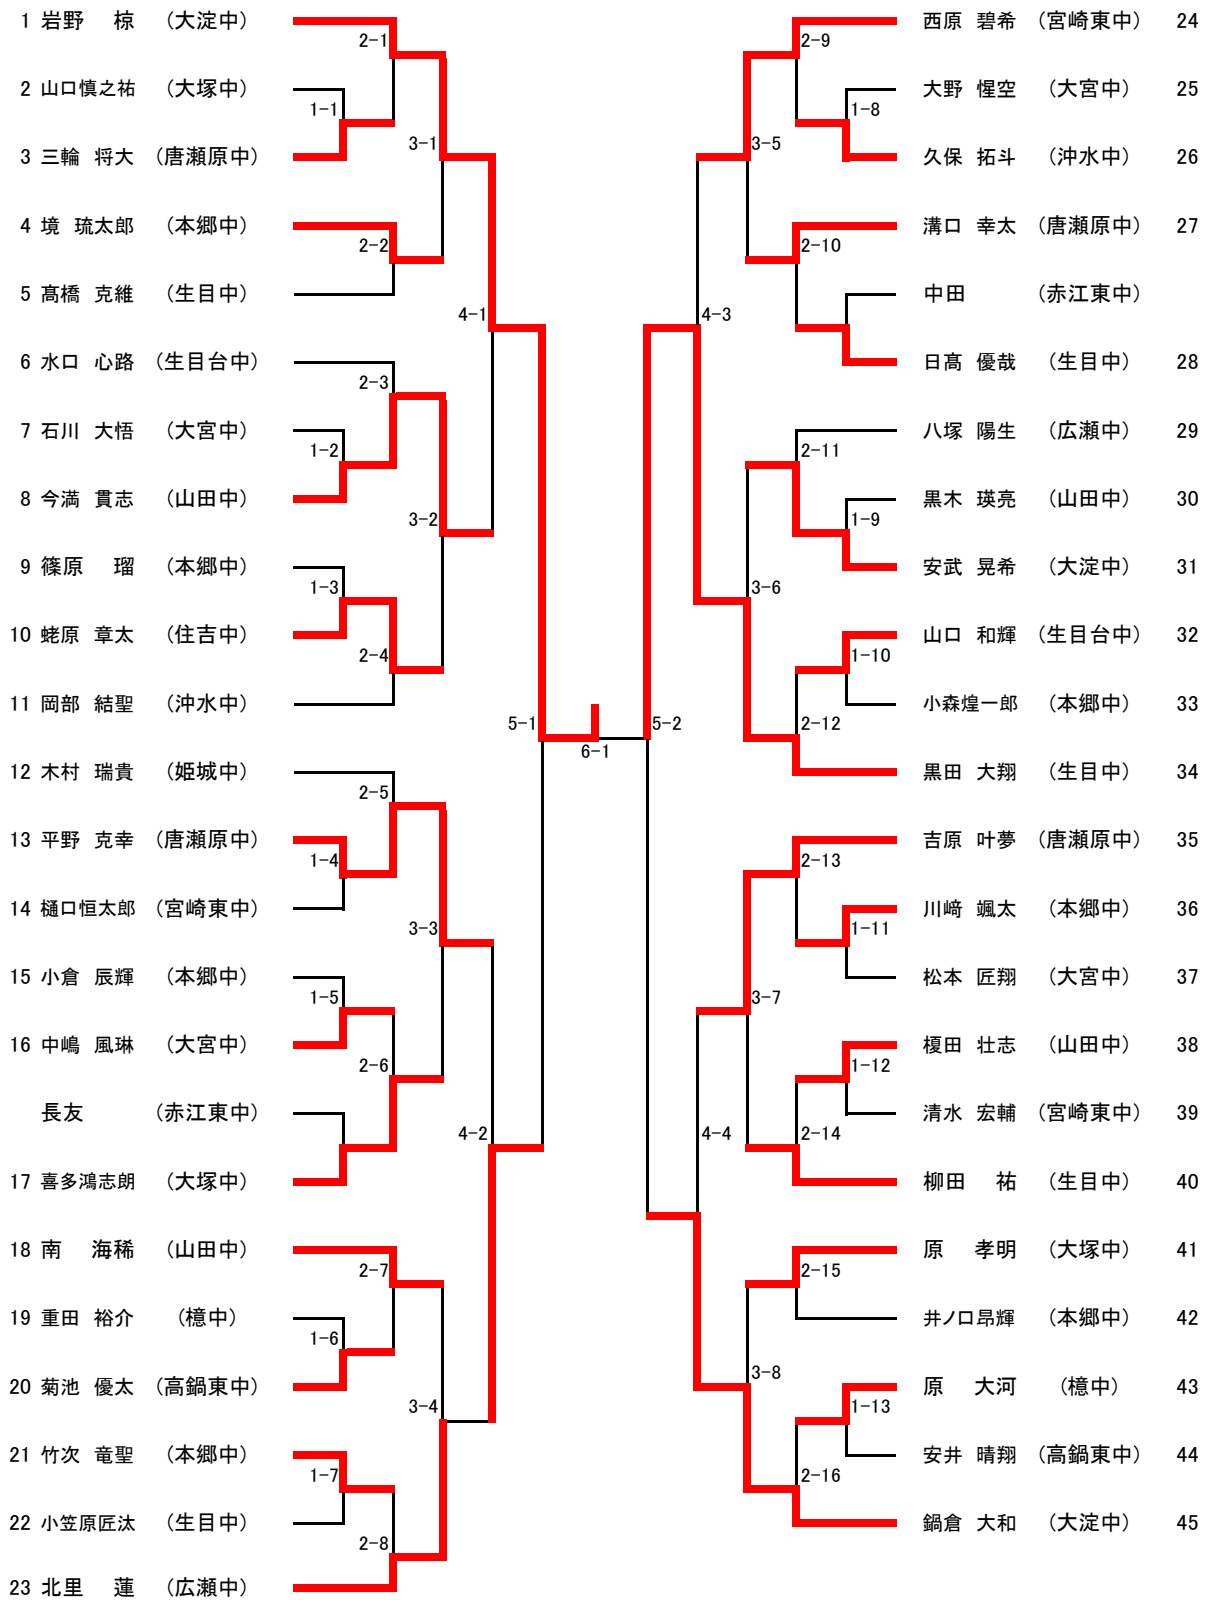 1 岩野 椋 （大淀中）
2 山口慎之祐 （大塚中）
3 三輪 将大 （唐瀬原中）
4 境 琉太郎 （本郷中）
5 髙橋 克維 （生目中）
6 水口 心路 （生目台中）
7 石川 大悟 （大宮中）
8 今満 貫志 （山田中）
9 篠原 瑠 （本郷中）
10 蛯原 章太 （住吉中）
11 岡部 結聖 （沖水中）
12 木村 瑞貴 （姫城中）
13 平野 克幸 （唐瀬原中）
14 樋口恒太郎 （宮崎東中）
15 小倉 辰輝 （本郷中）
16 中嶋 風琳 （大宮中）
長友 （赤江東中）
17 喜多鴻志朗 （大塚中）
18 南 海稀 （山田中）
19 重田 裕介 （檍中）
20 菊池 優太 （高鍋東中）
21 竹次 竜聖 （本郷中）
22 小笠原匠汰 （生目中）
23 北里 蓮 （広瀬中）
2-1
1-1
3-1
2-2
4-1
2-3
1-2
3-2
1-3
2-4
5-1
2-5
1-4
3-3
1-5
2-6
4-2
2-7
1-6
3-4
1-7
2-8
6-1
2-9
1-8
3-5
2-10
4-3
2-11
1-9
3-6
1-10
2-12
5-2
2-13
1-11
3-7
1-12
2-14
4-4
2-15
3-8
1-13
2-16
西原 碧希 （宮崎東中） 24
大野 惺空 （大宮中） 25
久保 拓斗 （沖水中） 26
溝口 幸太 （唐瀬原中） 27
中田 （赤江東中）
日髙 優哉 （生目中） 28
八塚 陽生 （広瀬中） 29
黒木 瑛亮 （山田中） 30
安武 晃希 （大淀中） 31
山口 和輝 （生目台中） 32
小森煌一郎 （本郷中） 33
黒田 大翔 （生目中） 34
吉原 叶夢 （唐瀬原中） 35
川﨑 颯太 （本郷中） 36
松本 匠翔 （大宮中） 37
榎田 壮志 （山田中） 38
清水 宏輔 （宮崎東中） 39
柳田 祐 （生目中） 40
原 孝明 （大塚中） 41
井ノ口昂輝 （本郷中） 42
原 大河 （檍中） 43
安井 晴翔 （高鍋東中） 44
鍋倉 大和 （大淀中） 45